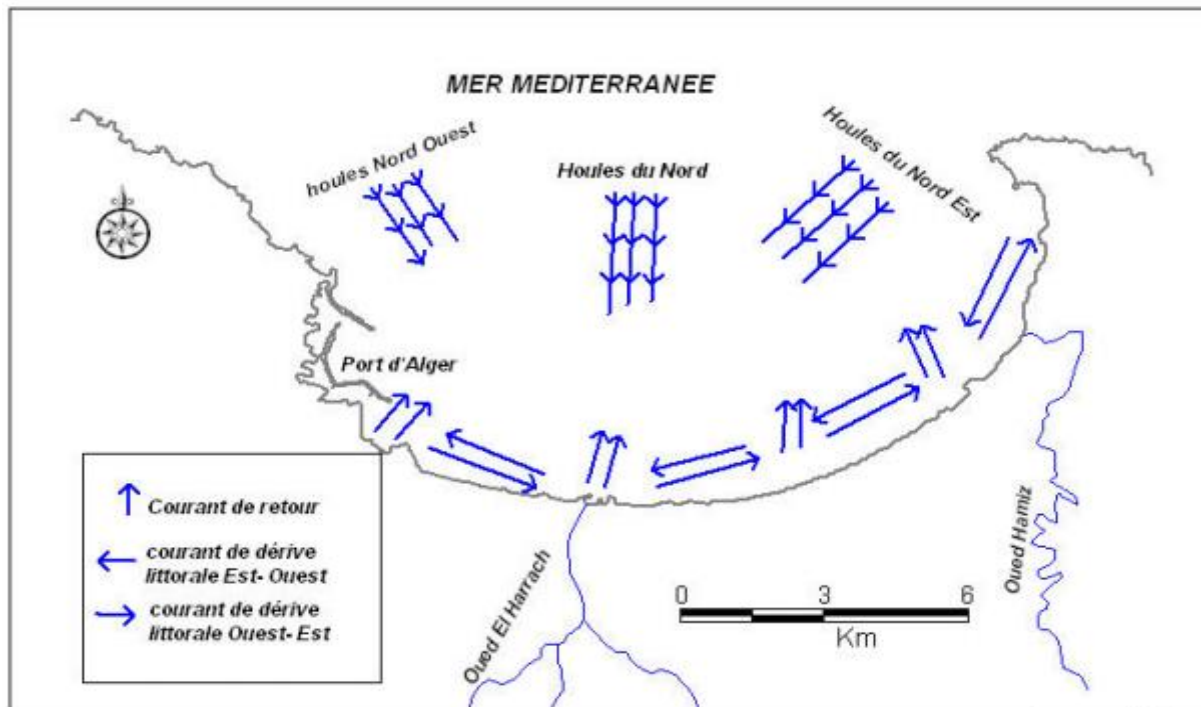 MER MEDITERRANEE
houles Nord Ouest
Houles du Nord
Houles du Nord Est
Port d'Alger
Courant de retour
courant de dérive
littorale Est- Ouest
courant de dérive
littorale Ouest- Est
Oued El Harrach
Oued Hamiz
0 3 6
Km